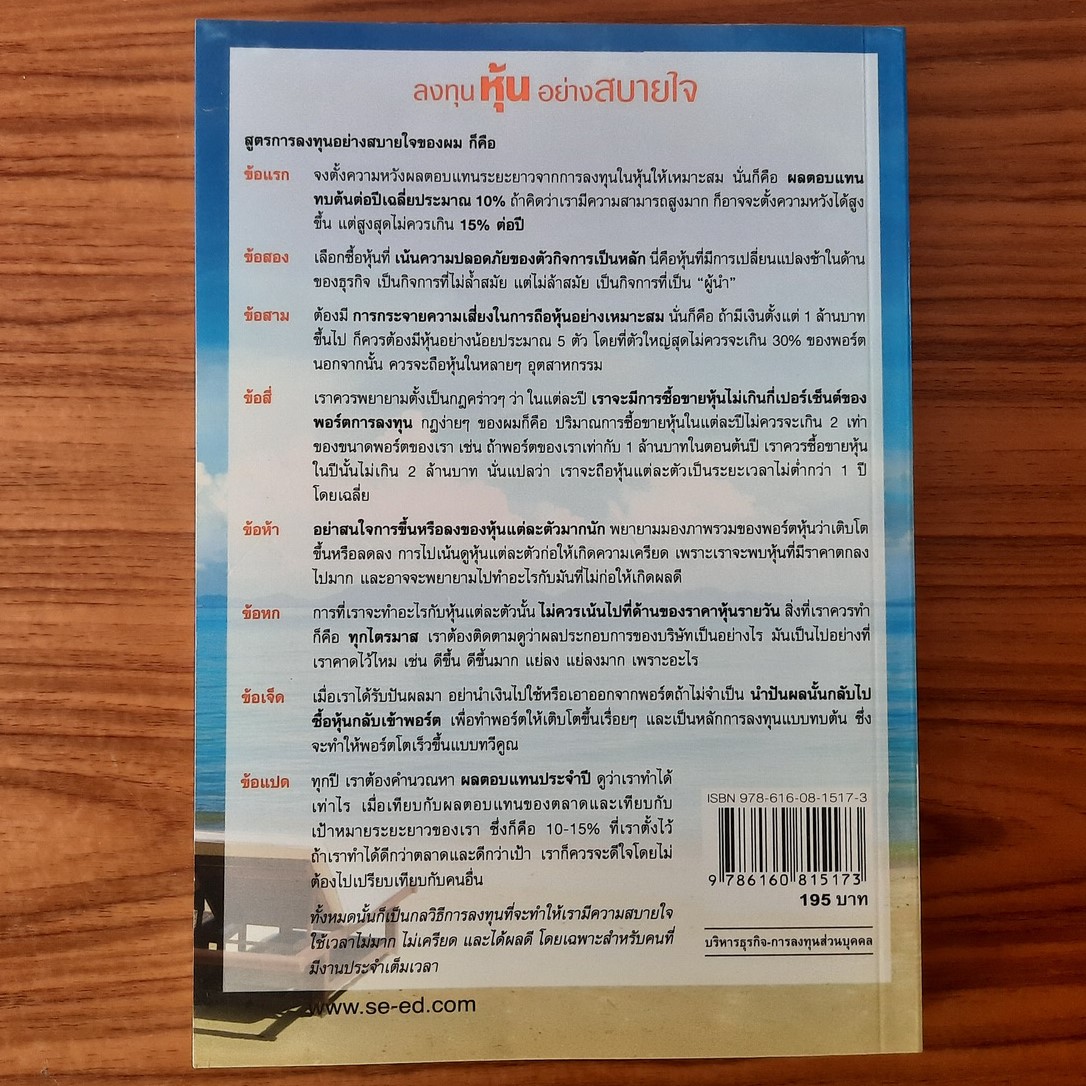 ลงทุนหุ้นอย่างสบายใจ
สูตรการลงทุนอย่างสบายใจของผม ก็คือ
ข้อแรก จงตั้งความหวังผลตอบแทนระยะยาวจากการลงทุนในหุ้นให้เหมาะสม นั่นก็คือ ผลตอบแทน
ทบต้นต่อปีเฉลี่ยประมาณ 10% ถ้าคิดว่าเรามีความสามารถสูงมาก ก็อาจจะตั้งความหวังได้สูง
ขึ้น แต่สูงสุดไม่ควรเกิน 15% ต่อปี
ข้อสอง เลือกซื้อหุ้นที่ เน้นความปลอดภัยของตัวกิจการเป็นหลัก นี่คือหุ้นที่มีการเปลี่ยนแปลงช้าในด้าน
ของธุรกิจ เป็นกิจการที่ไม่ล้ำสมัย แต่ไม่ล้าสมัย เป็นกิจการที่เป็น “ผู้นำ”
ข้อสาม ต้องมี การกระจายความเสี่ยงในการถือหุ้นอย่างเหมาะสม นั่นก็คือ ถ้ามีเงินตั้งแต่ 1 ล้านบาท
ขึ้นไป ก็ควรต้องมีหุ้นอย่างน้อยประมาณ 5 ตัว โดยที่ตัวใหญ่สุดไม่ควรจะเกิน 30% ของพอร์ต
นอกจากนั้น ควรจะถือหุ้นในหลายๆ อุตสาหกรรม
ข้อสี่ เราควรพยายามตั้งเป็นกฎคร่าวๆ ว่า ในแต่ละปี เราจะมีการซื้อขายหุ้นไม่เกินกี่เปอร์เซ็นต์ของ
พอร์ตการลงทุน กฎง่ายๆ ของผมก็คือ ปริมาณการซื้อขายหุ้นในแต่ละปีไม่ควรจะเกิน 2 เท่า
ของขนาดพอร์ตของเรา เช่น ถ้าพอร์ตของเราเท่ากับ 1 ล้านบาทในตอนต้นปี เราควรซื้อขายหุ้น
ในปีนั้นไม่เกิน 2 ล้านบาท นั่นแปลว่า เราจะถือหุ้นแต่ละตัวเป็นระยะเวลาไม่ต่ำกว่า 1 ปี
โดยเฉลี่ย
ข้อห้า อย่าสนใจการขึ้นหรือลงของหุ้นแต่ละตัวมากนัก พยายามมองภาพรวมของพอร์ตหุ้นว่าเติบโต
ขึ้นหรือลดลง การไปเน้นดูหุ้นแต่ละตัวก่อให้เกิดความเครียด เพราะเราจะพบหุ้นที่มีราคาตกลง
ไปมาก และอาจจะพยายามไปทำอะไรกับมันที่ไม่ก่อให้เกิดผลดี
ข้อหก การที่เราจะทำอะไรกับหุ้นแต่ละตัวนั้น ไม่ควรเน้นไปที่ด้านของราคาหุ้นรายวัน สิ่งที่เราควรทำ
ก็คือ ทุกไตรมาส เราต้องติดตามดูว่าผลประกอบการของบริษัทเป็นอย่างไร มันเป็นไปอย่างที่
เราคาดไว้ไหม เช่น ดีขึ้น ดีขึ้นมาก แย่ลง แย่ลงมาก เพราะอะไร
ข้อเจ็ด เมื่อเราได้รับปันผลมา อย่านำเงินไปใช้หรือเอาออกจากพอร์ตถ้าไม่จำเป็น นำปันผลนั้นกลับไป
ซื้อหุ้นกลับเข้าพอร์ต เพื่อทำพอร์ตให้เติบโตขึ้นเรื่อยๆ และเป็นหลักการลงทุนแบบทบต้น ซึ่ง
จะทำให้พอร์ตโตเร็วขึ้นแบบทวีคูณ
ข้อแปด ทุกปี เราต้องคำนวณหา ผลตอบแทนประจำปี ดูว่าเราทำได้
เท่าไร เมื่อเทียบกับผลตอบแทนของตลาดและเทียบกับ
เป้าหมายระยะยาวของเรา ซึ่งก็คือ 10-15% ที่เราตั้งไว้
ถ้าเราทำได้ดีกว่าตลาดและดีกว่าเป้า เราก็ควรจะดีใจโดยไม่
ต้องไปเปรียบเทียบกับคนอื่น
ทั้งหมดนั้นก็เป็นกลวิธีการลงทุนที่จะทำให้เรามีความสบายใจ
ใช้เวลาไม่มาก ไม่เครียด และได้ผลดี โดยเฉพาะสำหรับคนที่
มีงานประจำเต็มเวลา
www.se-ed.com
ISBN 978-616-08-1517-3
9 786160 815173
195 บาท
บริหารธุรกิจ-การลงทุนส่วนบุคคล